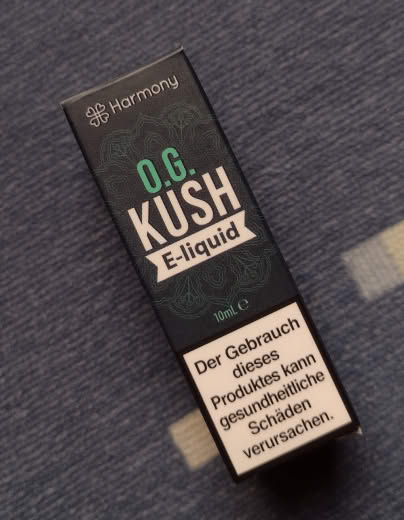 Harmony
O.G.
KUSH
E-liquid
10mL ℮
Der Gebrauch
dieses
Produktes kann
gesundheitliche
Schäden
verursachen.